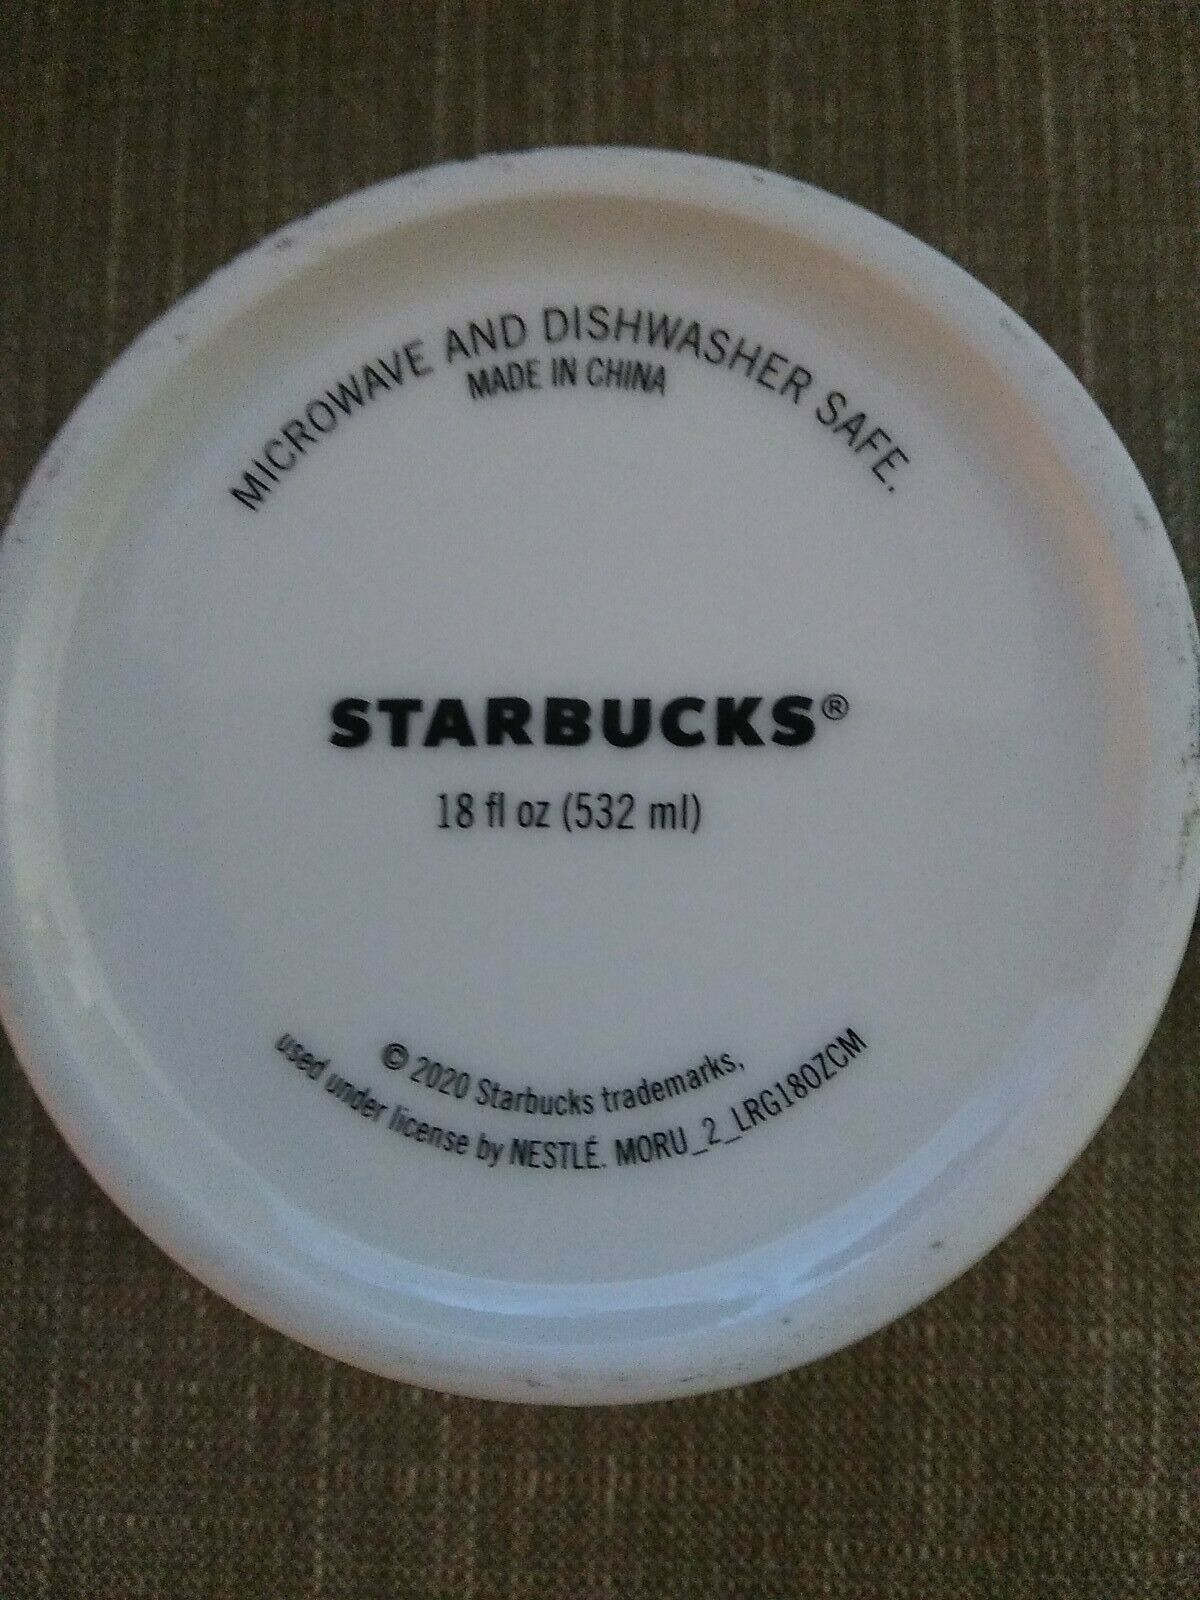 MICROWAVE AND DISHWASHER SAFE.
MADE IN CHINA
STARBUCKS®
18 fl oz (532 ml)
© 2020 Starbucks trademarks,
used under license by NESTLÉ. MORU_2_LRG18OZCM